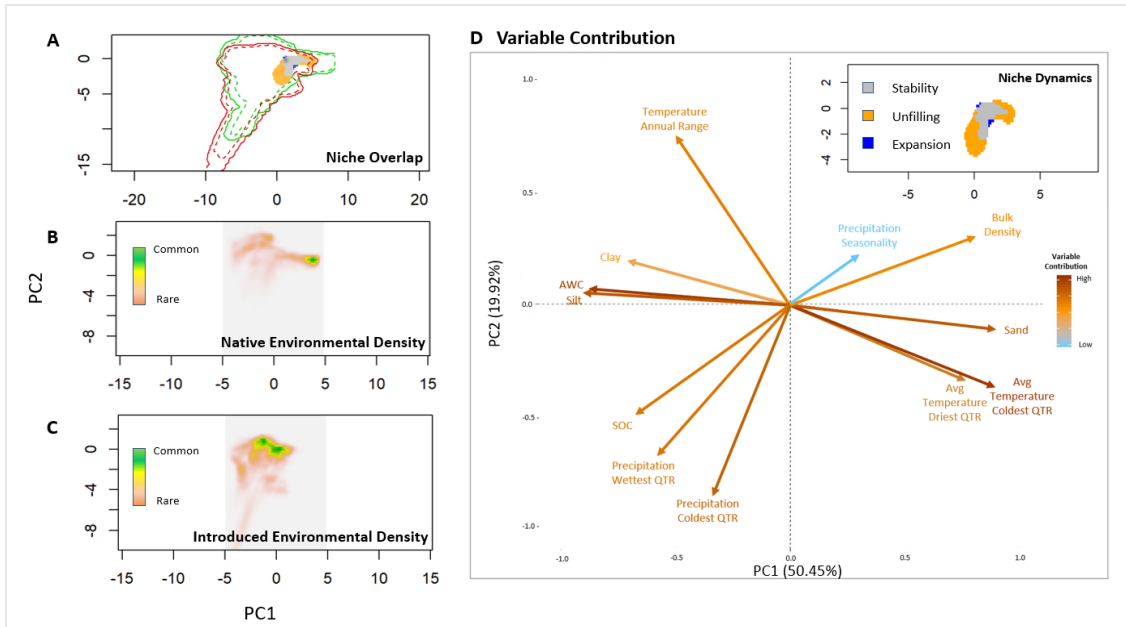 A
0
-5
-15
-20
-10
0
10
20
Niche Overlap
B
Common
Rare
0
-4
-8
-15
-10
-5
0
5
10
15
Native Environmental Density
PC2
C
Common
Rare
0
-4
-8
-15
-10
-5
0
5
10
15
Introduced Environmental Density
PC1
D Variable Contribution
1.0 -
0.5 -
0.0 -
-0.5 -
-1.0 -
PC2 (19.92%)
-1.0
-0.5
0.0
0.5
1.0
PC1 (50.45%)
Temperature
Annual Range
Clay
AWC
Silt
SOC
Precipitation
Wettest QTR
Precipitation
Coldest QTR
Precipitation
Seasonality
Bulk
Density
Sand
Avg
Temperature
Driest QTR
Avg
Temperature
Coldest QTR
Niche Dynamics
Stability
Unfilling
Expansion
2
0
-2
-4
-5
0
5
Variable
Contribution
High
Low